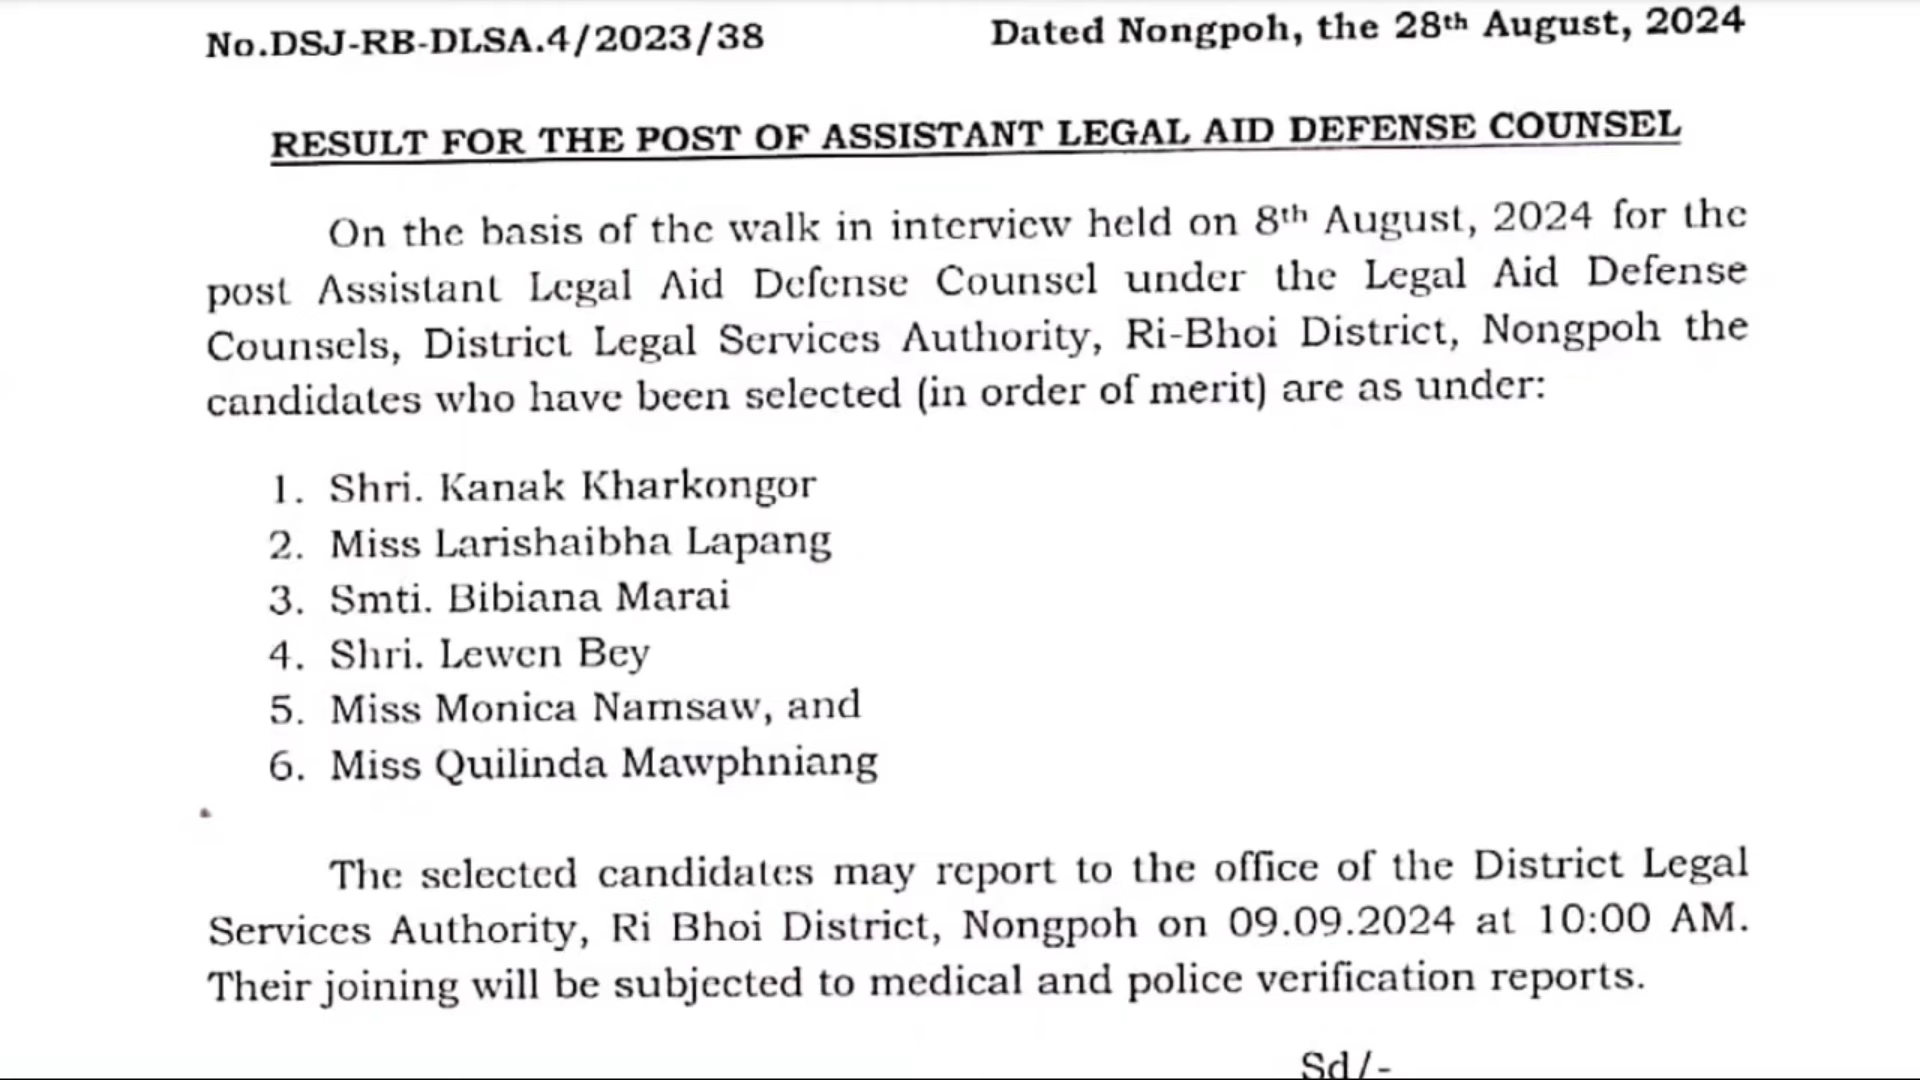 No.DSJ-RB-DLSA.4/2023/38 Dated Nongpoh, the 28th August, 2024
RESULT FOR THE POST OF ASSISTANT LEGAL AID DEFENSE COUNSEL
On the basis of the walk in interview held on 8th August, 2024 for the
post Assistant Legal Aid Defense Counsel under the Legal Aid Defense
Counsels, District Legal Services Authority, Ri-Bhoi District, Nongpoh the
candidates who have been selected (in order of merit) are as under:
1. Shri. Kanak Kharkongor
2. Miss Larishaibha Lapang
3. Smti. Bibiana Marai
4. Shri. Lewen Bey
5. Miss Monica Namsaw, and
6. Miss Quilinda Mawphniang
The selected candidates may report to the office of the District Legal
Services Authority, Ri Bhoi District, Nongpoh on 09.09.2024 at 10:00 AM.
Their joining will be subjected to medical and police verification reports.
Sd/-